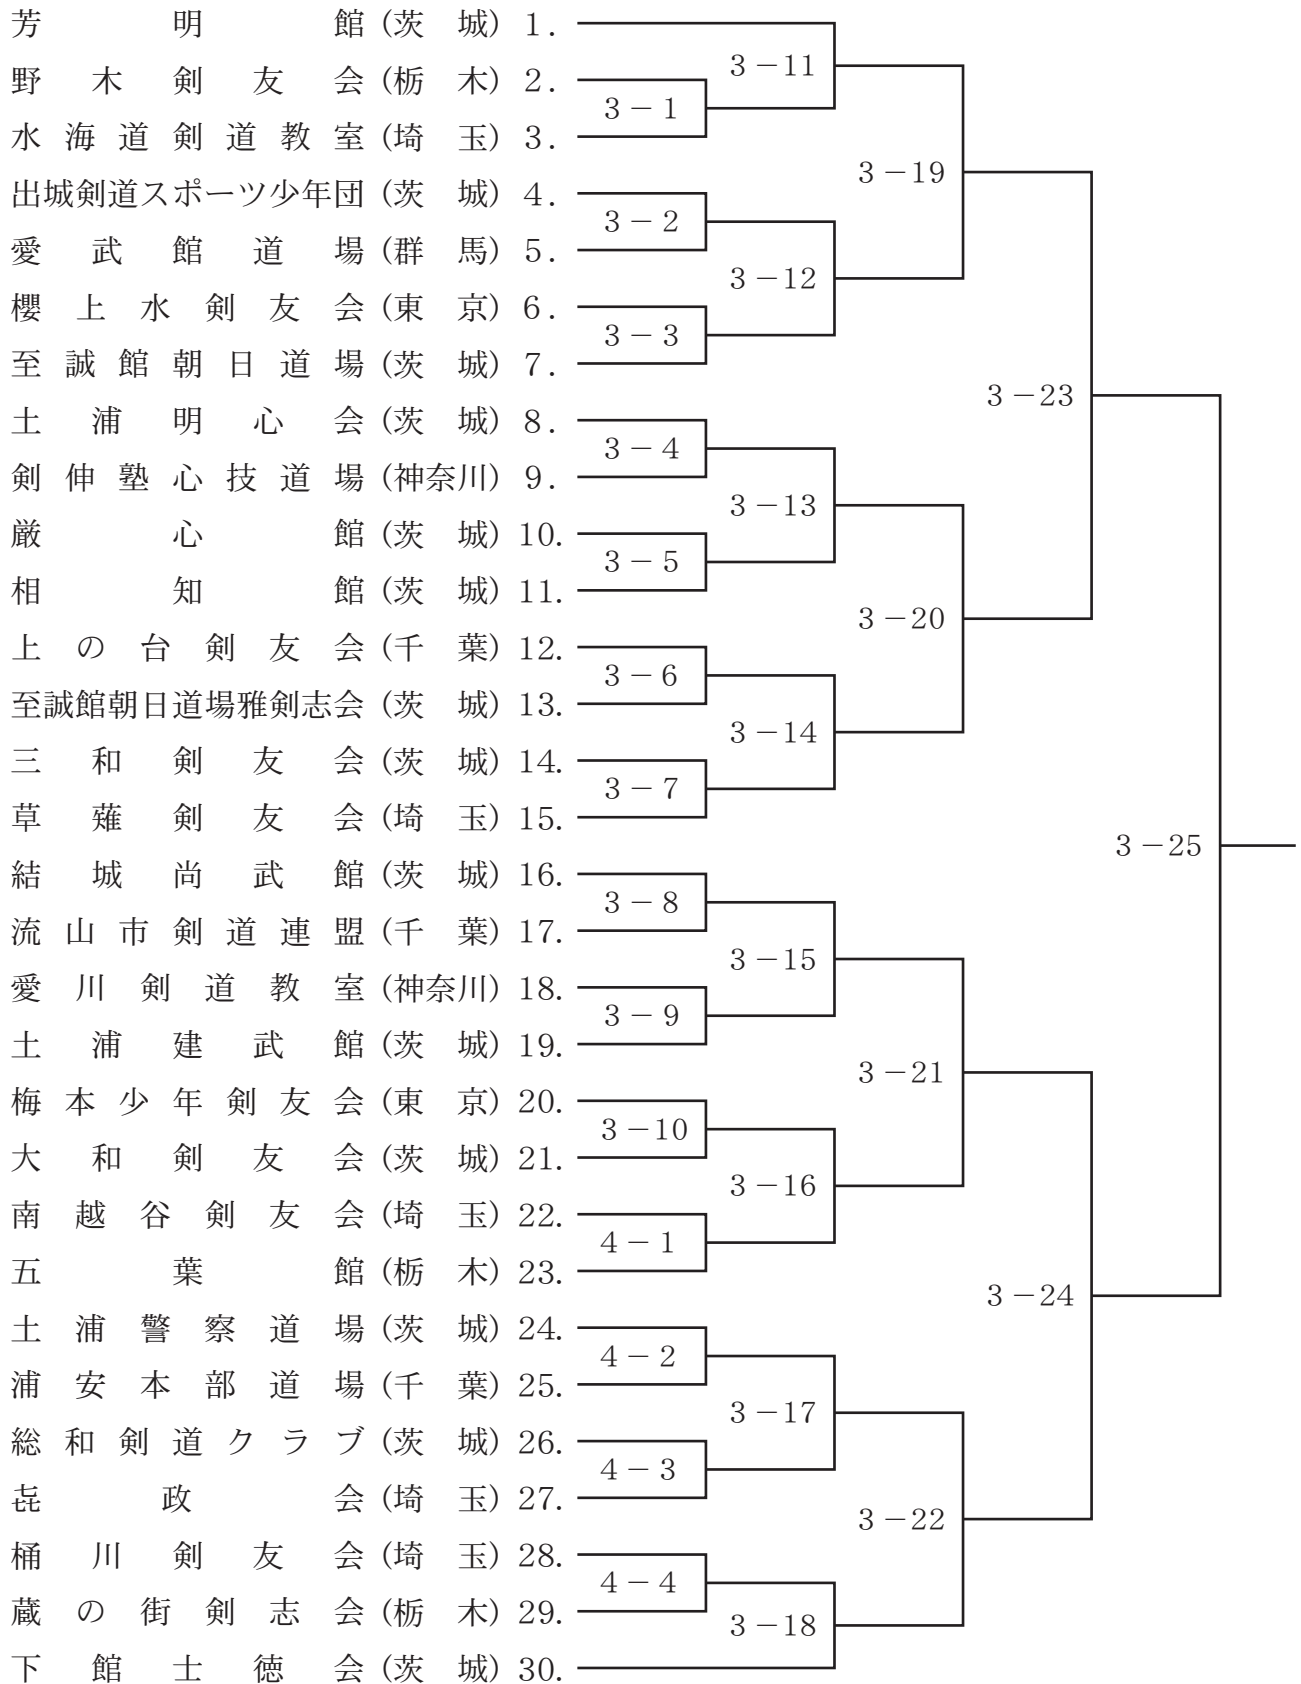 芳明館(茨城) 1.
3－11
野木剣友会(栃木) 2.
3－1
水海道剣道教室(埼玉) 3.
3－19
出城剣道スポーツ少年団(茨城) 4.
3－2
愛武館道場(群馬) 5.
3－12
櫻上水剣友会(東京) 6.
3－3
至誠館朝日道場(茨城) 7.
3－23
土浦明心会(茨城) 8.
3－4
剣伸塾心技道場(神奈川) 9.
3－13
厳心館(茨城) 10.
3－5
相知館(茨城) 11.
3－20
上の台剣友会(千葉) 12.
3－6
至誠館朝日道場雅剣志会(茨城) 13.
3－14
三和剣友会(茨城) 14.
3－7
草薙剣友会(埼玉) 15.
3－25
結城尚武館(茨城) 16.
3－8
流山市剣道連盟(千葉) 17.
3－15
愛川剣道教室(神奈川) 18.
3－9
土浦建武館(茨城) 19.
3－21
梅本少年剣友会(東京) 20.
3－10
大和剣友会(茨城) 21.
3－16
南越谷剣友会(埼玉) 22.
4－1
五葉館(栃木) 23.
3－24
土浦警察道場(茨城) 24.
4－2
浦安本部道場(千葉) 25.
3－17
総和剣道クラブ(茨城) 26.
4－3
㐂政会(埼玉) 27.
3－22
桶川剣友会(埼玉) 28.
4－4
蔵の街剣志会(栃木) 29.
3－18
下館士徳会(茨城) 30.